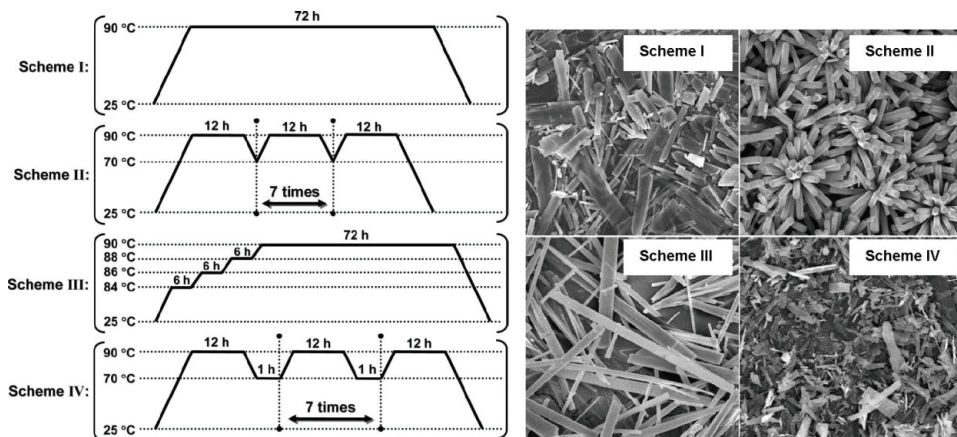 72 h
90 °C
Scheme I:
25 °C
12 h 12 h 12 h
90 °C
70 °C
Scheme II:
7 times
25 °C
72 h
90 °C
88 °C
86 °C
84 °C
6 h 6 h 6 h
Scheme III:
25 °C
12 h 12 h 12 h
90 °C
70 °C
1 h 1 h
Scheme IV:
7 times
25 °C
Scheme I
Scheme II
Scheme III
Scheme IV